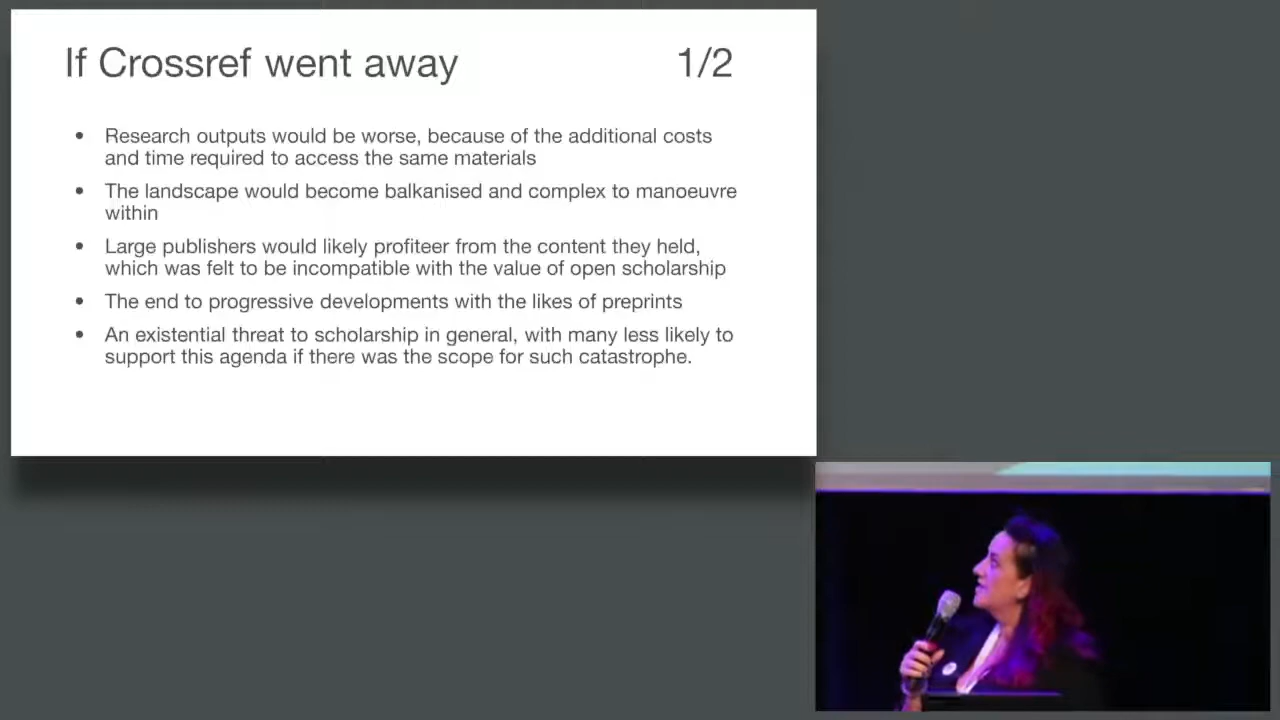 If Crossref went away 1/2
• Research outputs would be worse, because of the additional costs
and time required to access the same materials
• The landscape would become balkanised and complex to manoeuvre
within
• Large publishers would likely profiteer from the content they held,
which was felt to be incompatible with the value of open scholarship
• The end to progressive developments with the likes of preprints
• An existential threat to scholarship in general, with many less likely to
support this agenda if there was the scope for such catastrophe.